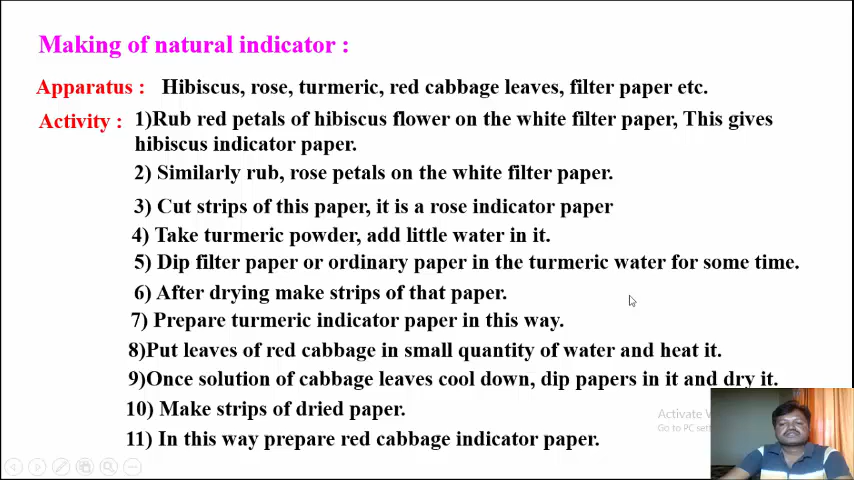 Making of natural indicator :
Apparatus : Hibiscus, rose, turmeric, red cabbage leaves, filter paper etc.
Activity : 1)Rub red petals of hibiscus flower on the white filter paper, This gives
hibiscus indicator paper.
2) Similarly rub, rose petals on the white filter paper.
3) Cut strips of this paper, it is a rose indicator paper
4) Take turmeric powder, add little water in it.
5) Dip filter paper or ordinary paper in the turmeric water for some time.
6) After drying make strips of that paper.
7) Prepare turmeric indicator paper in this way.
8)Put leaves of red cabbage in small quantity of water and heat it.
9)Once solution of cabbage leaves cool down, dip papers in it and dry it.
10) Make strips of dried paper.
11) In this way prepare red cabbage indicator paper.
Activate
Go to PC